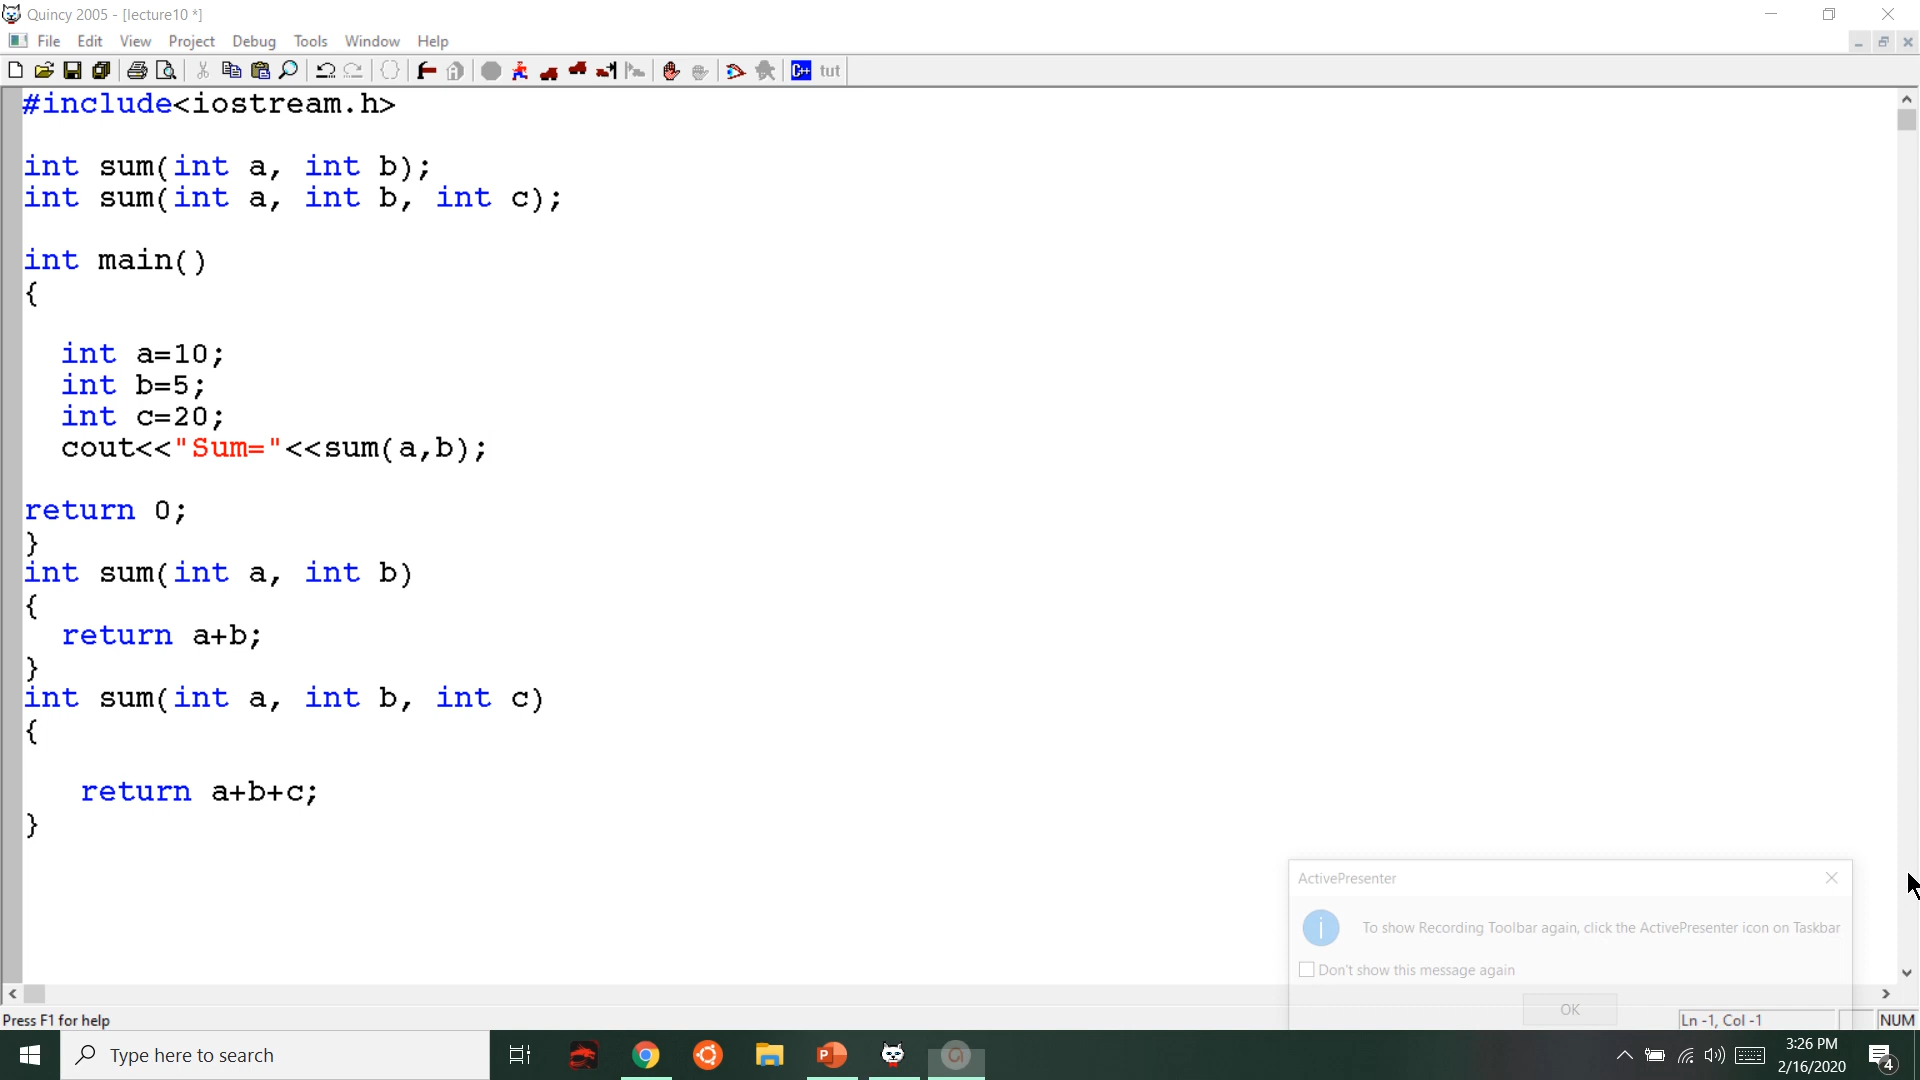 Quincy 2005 - [lecture10 *]
File Edit View Project Debug Tools Window Help
C++ tut
#include<iostream.h>
int sum(int a, int b);
int sum(int a, int b, int c);
int main()
{
int a=10;
int b=5;
int c=20;
cout<<"Sum="<<sum(a,b);
return 0;
}
int sum(int a, int b)
{
return a+b;
}
int sum(int a, int b, int c)
{
return a+b+c;
}
ActivePresenter
To show Recording Toolbar again, click the ActivePresenter icon on Taskbar
Don't show this message again
OK
Press F1 for help
Ln -1, Col -1
NUM
Type here to search
3:26 PM
2/16/2020
4